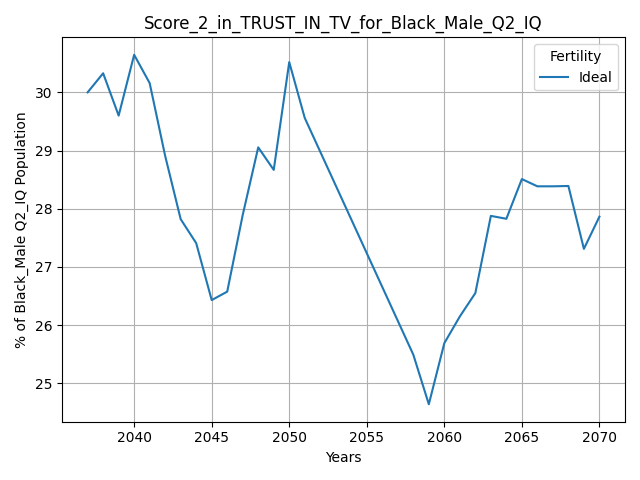 Score_2_in_TRUST_IN_TV_for_Black_Male_Q2_IQ
Fertility
Ideal
% of Black_Male Q2_IQ Population
30
29
28
27
26
25
2040 2045 2050 2055 2060 2065 2070
Years